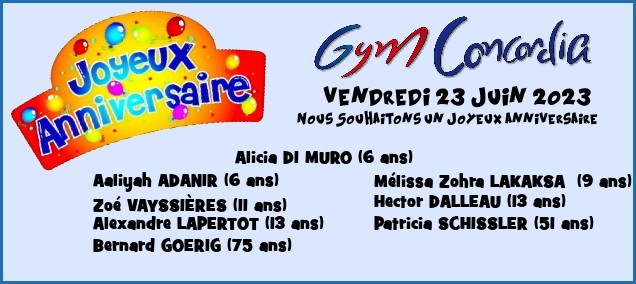 Joyeux
Anniversaire
Gym Concordia
VENDREDI 23 JUIN 2023
NOUS SOUHAITONS UN JOYEUX ANNIVERSAIRE
Alicia DI MURO (6 ans)
Aaliyah ADANIR (6 ans)
Mélissa Zohra LAKAKSA (9 ans)
Zoé VAYSSIÈRES (11 ans)
Hector DALLEAU (13 ans)
Alexandre LAPERTOT (13 ans)
Patricia SCHISSLER (51 ans)
Bernard GOERIG (75 ans)